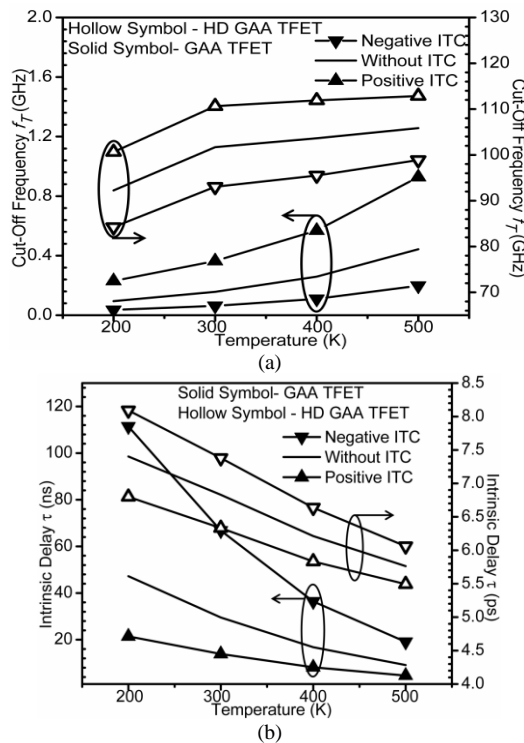 Hollow Symbol - HD GAA TFET
Solid Symbol- GAA TFET
Negative ITC
Without ITC
Positive ITC
Cut-Off Frequency fT (GHz)
2.0
1.6
1.2
0.8
0.4
0.0
130
120
110
100
90
80
70
Cut-Off Frequency fT (GHz)
200 300 400 500
Temperature (K)
(a)
Solid Symbol- GAA TFET
Hollow Symbol - HD GAA TFET
Negative ITC
Without ITC
Positive ITC
Intrinsic Delay τ (ns)
120
100
80
60
40
20
8.5
8.0
7.5
7.0
6.5
6.0
5.5
5.0
4.5
4.0
Intrinsic Delay τ (ps)
200 300 400 500
Temperature (K)
(b)